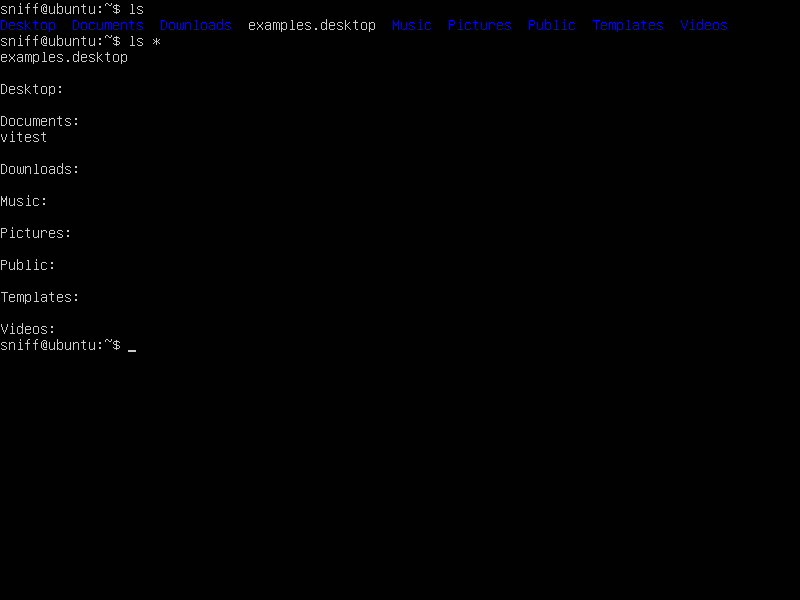 sniff@ubuntu:~$ ls
Desktop  Documents  Downloads  examples.desktop  Music  Pictures  Public  Templates  Videos
sniff@ubuntu:~$ ls *
examples.desktop
Desktop:
Documents:
vitest
Downloads:
Music:
Pictures:
Public:
Templates:
Videos:
sniff@ubuntu:~$ _